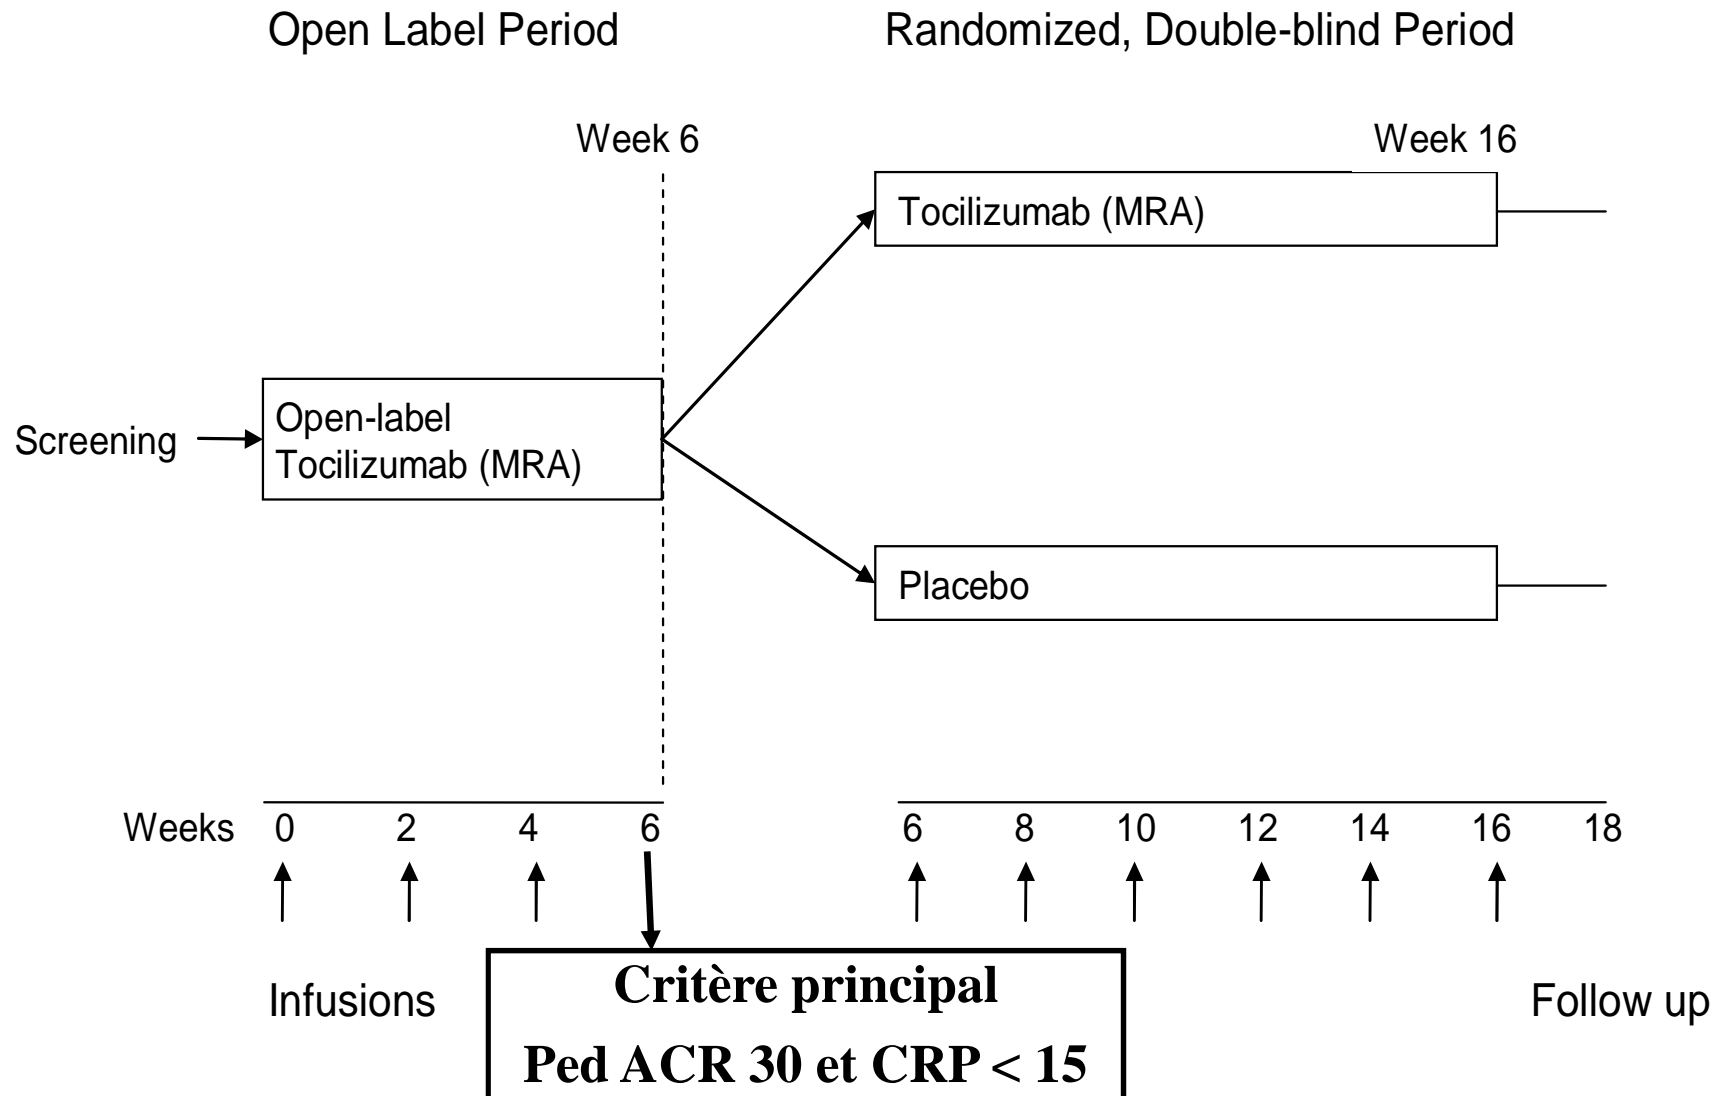 Open Label Period
Randomized, Double-blind Period
Week 6
Week 16
Tocilizumab (MRA)
Screening
Open-label
Tocilizumab (MRA)
Placebo
Weeks 0 2 4 6 6 8 10 12 14 16 18
Infusions
Follow up
Critère principal
Ped ACR 30 et CRP < 15